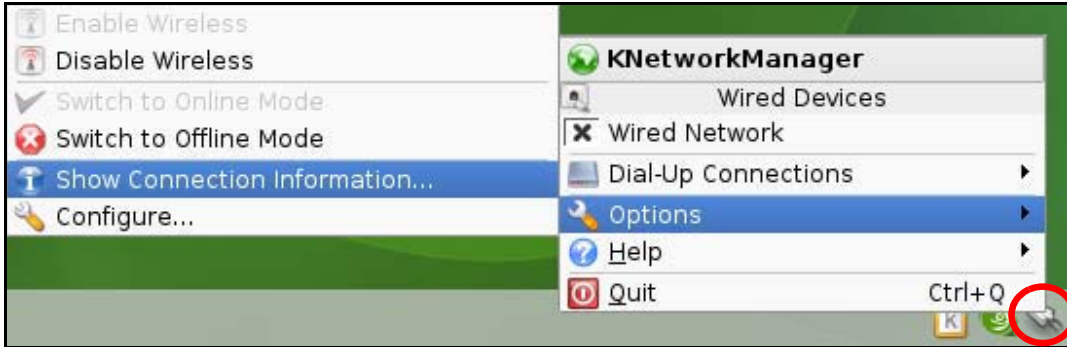 Enable Wireless
Disable Wireless
Switch to Online Mode
Switch to Offline Mode
Show Connection Information...
Configure...
KNetworkManager
Wired Devices
Wired Network
Dial-Up Connections
Options
Help
Quit Ctrl+Q
K